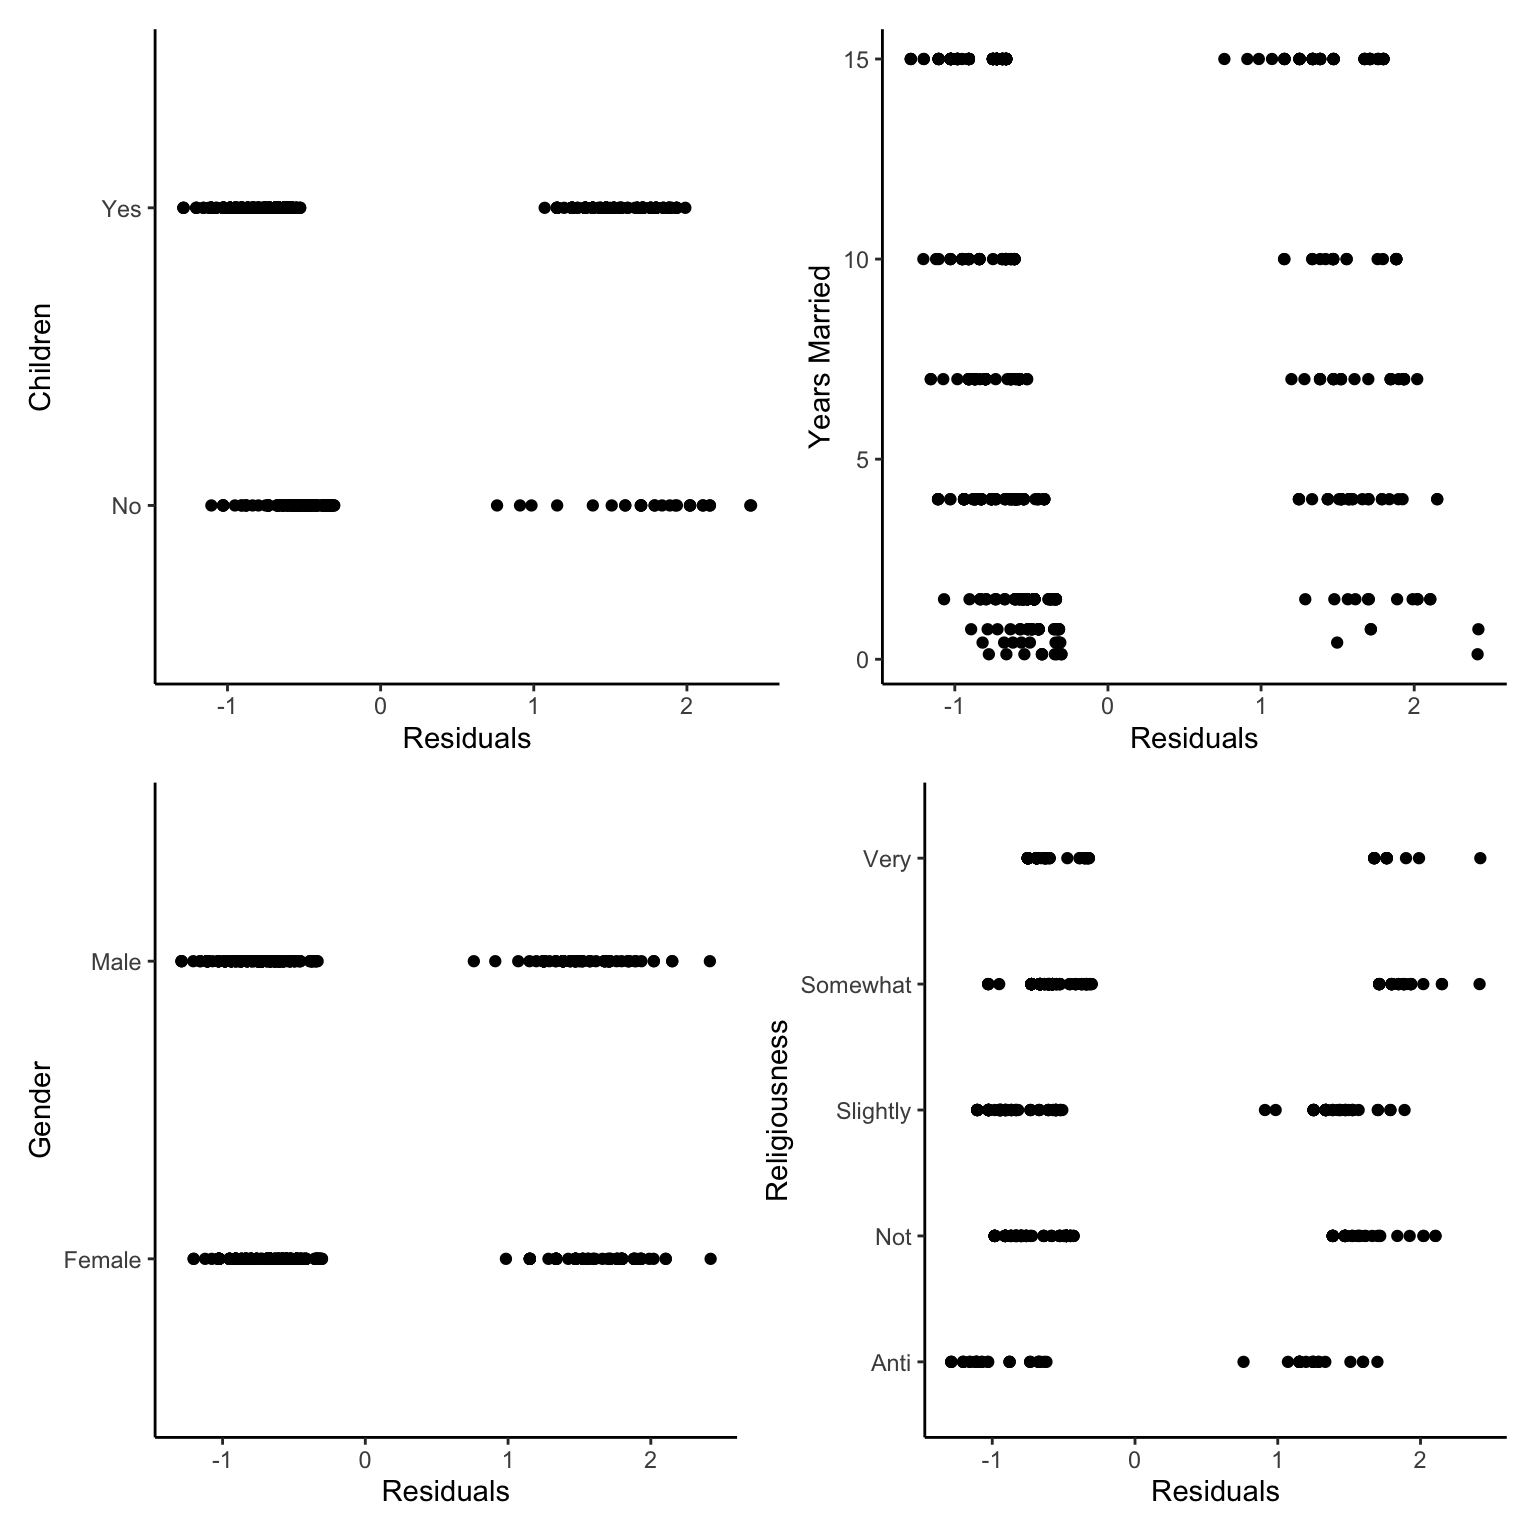 Children
Yes
No
-1 0 1 2
Residuals
Years Married
15
10
5
0
-1 0 1 2
Residuals
Gender
Male
Female
-1 0 1 2
Residuals
Religiousness
Very
Somewhat
Slightly
Not
Anti
-1 0 1 2
Residuals